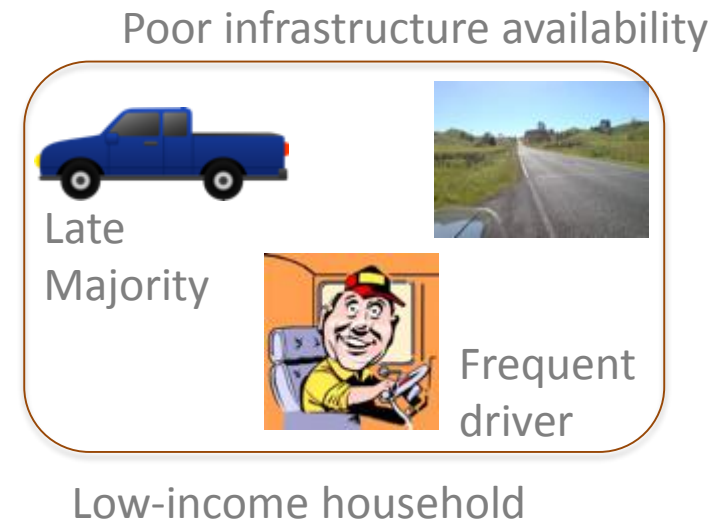 Poor infrastructure availability
Late
Majority
Frequent
driver
Low-income household